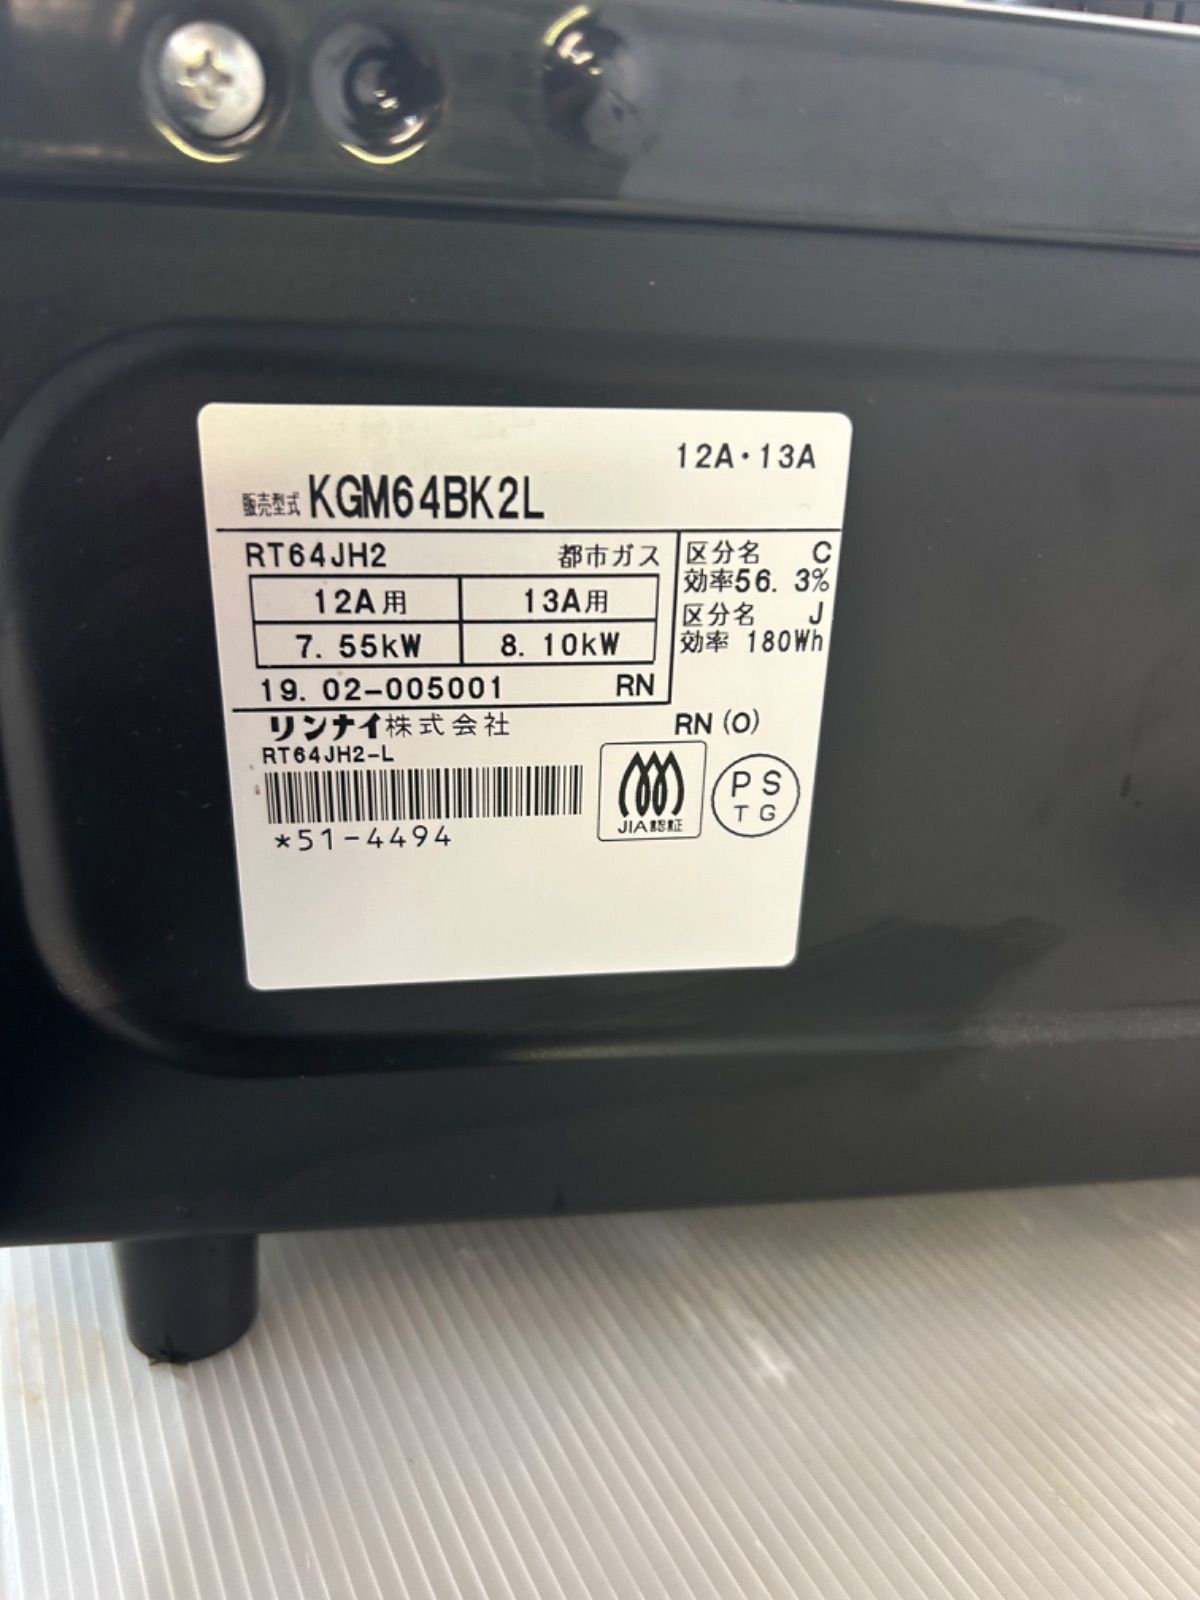 12A・13A
販売型式 KGM64BK2L
RT64JH2 都市ガス
12A用 13A用
7.55kW 8.10kW
19.02-005001 RN
区分名 C
効率56.3%
区分名 J
効率 180Wh
リンナイ株式会社 RN(O)
RT64JH2-L
*51-4494
JIA認証
PS
TG